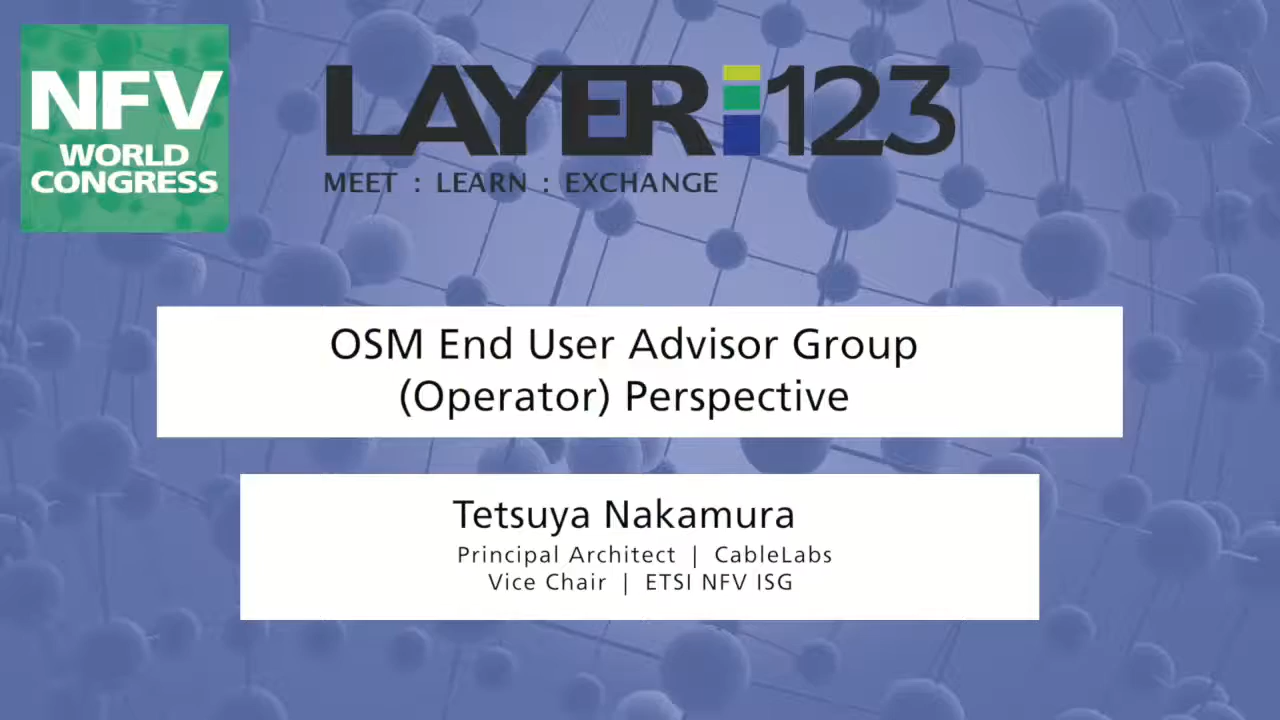 NFV
WORLD
CONGRESS
LAYER 123
MEET : LEARN : EXCHANGE
OSM End User Advisor Group
(Operator) Perspective
Tetsuya Nakamura
Principal Architect | CableLabs
Vice Chair | ETSI NFV ISG